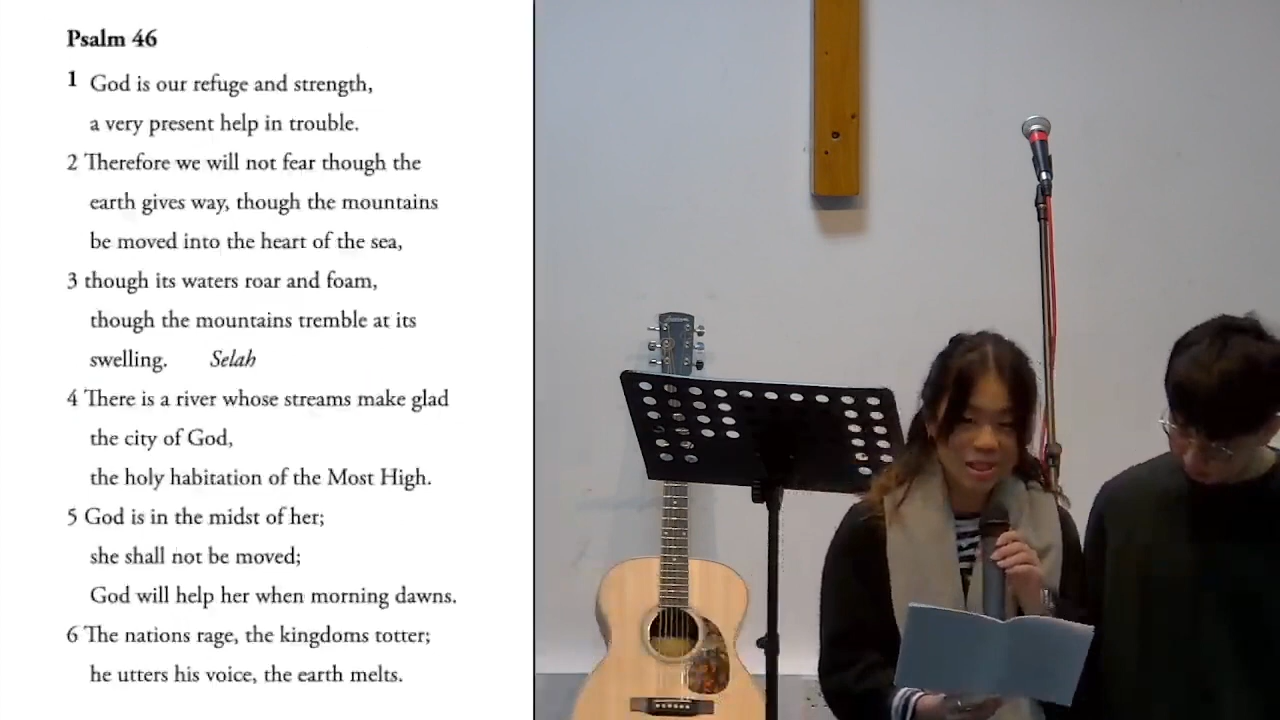 Psalm 46
1 God is our refuge and strength,
a very present help in trouble.
2 Therefore we will not fear though the
earth gives way, though the mountains
be moved into the heart of the sea,
3 though its waters roar and foam,
though the mountains tremble at its
swelling. Selah
4 There is a river whose streams make glad
the city of God,
the holy habitation of the Most High.
5 God is in the midst of her;
she shall not be moved;
God will help her when morning dawns.
6 The nations rage, the kingdoms totter;
he utters his voice, the earth melts.